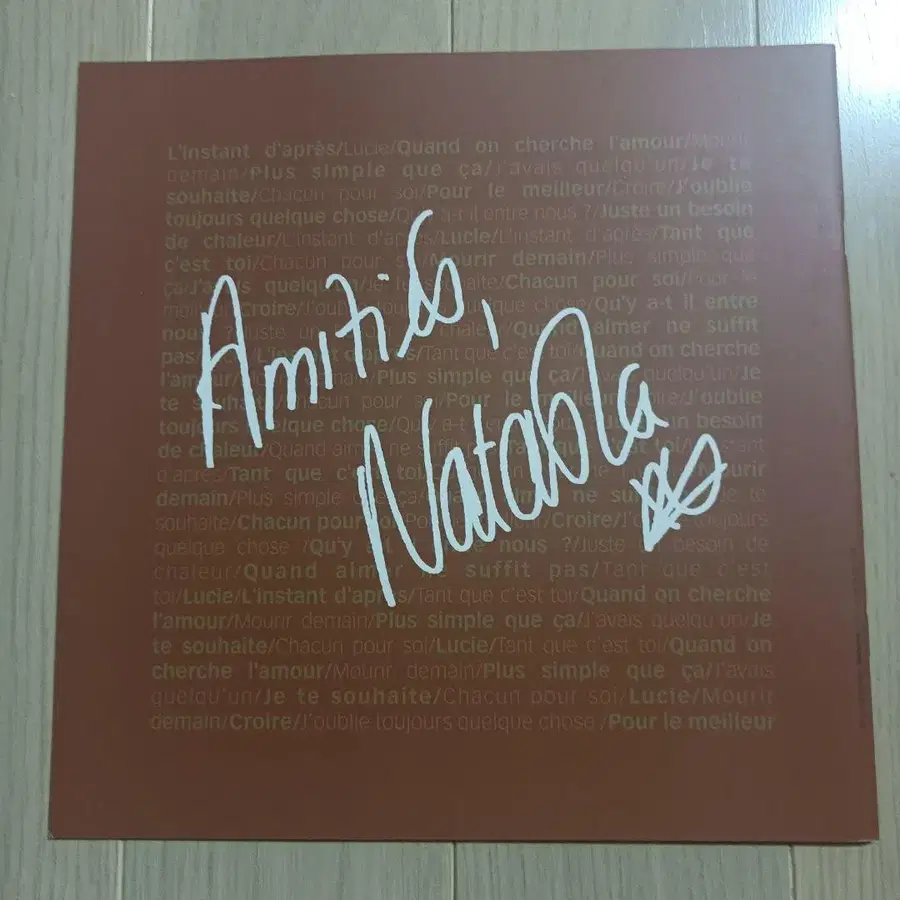 L'instant d'après/Lucie/Quand on cherche l'amour/Mourir
demain/Plus simple que ça/J'avais quelqu'un/Je te
souhaite/Chacun pour soi/Pour le meilleur/Croire/J'oublie
toujours quelque chose/Qu'y a-t-il entre nous ?/Juste un besoin
de chaleur/L'instant d'après/Lucie/L'instant d'après/Tant que
c'est toi/Chacun pour soi/Mourir demain/Plus simple que
ça/J'avais quelqu'un/Je te souhaite/Chacun pour soi/Pour le
meilleur/Croire/J'oublie toujours quelque chose/Qu'y a-t il entre
nous ?/Juste un besoin de chaleur/Quand aimer ne suffit
pas/Lucie/L'instant d'après/Tant que c'est toi/Quand on cherche
l'amour/Mourir demain/Plus simple que ça/J'avais quelqu'un/Je
te souhaite/Chacun pour soi/Pour le meilleur/Croire/J'oublie
toujours quelque chose/Qu'y a-t il entre nous ?/Juste un besoin
de chaleur/Quand aimer ne suffit pas/Tant que c'est toi/L'instant
d'après/Tant que c'est toi/Mourir
demain/Plus simple que ça/Quand aimer ne suffit pas/Je te
souhaite/Chacun pour soi/Pour le meilleur/Croire/J'oublie toujours
quelque chose /Qu'y a-t il entre nous ?/Juste un besoin de
chaleur/Quand aimer ne suffit pas/Tant que c'est
toi/Lucie/L'instant d'après/Tant que c'est toi/Quand on cherche
l'amour/Mourir demain/Plus simple que ça/J'avais quelqu'un/Je
te souhaite/Chacun pour soi/Lucie/Tant que c'est toi/Quand on
cherche l'amour/Mourir demain/Plus simple que ça/J'avais
quelqu'un/Je te souhaite/Chacun pour soi/Lucie/Mourir
demain/Croire/J'oublie toujours quelque chose /Pour le meilleur
Amitiés,
Natasha